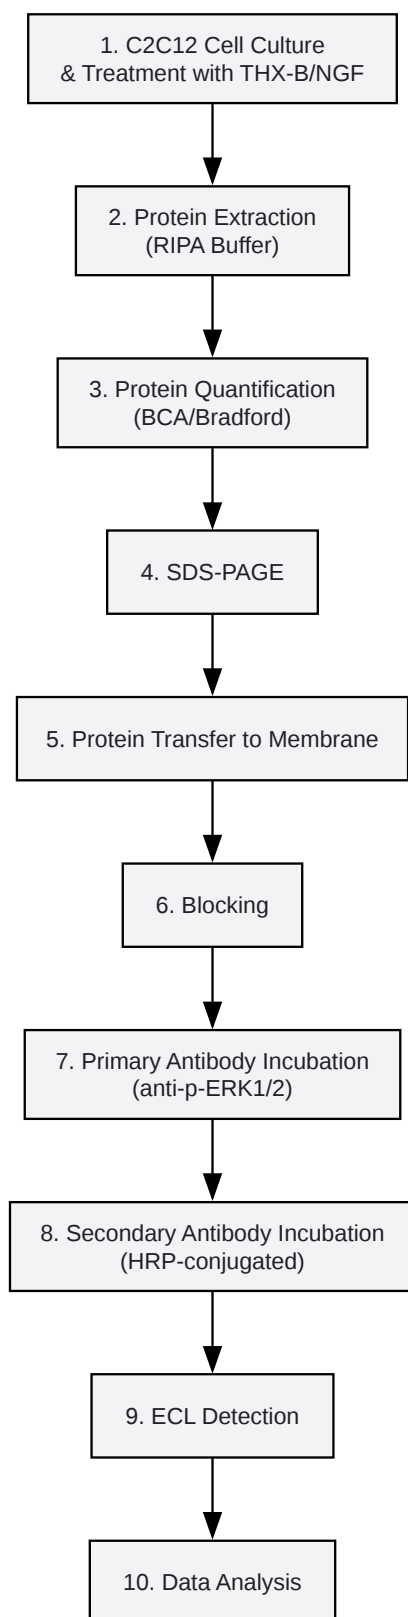 1. C2C12 Cell Culture
& Treatment with THX-B/NGF
2. Protein Extraction
(RIPA Buffer)
3. Protein Quantification
(BCA/Bradford)
4. SDS-PAGE
5. Protein Transfer to Membrane
6. Blocking
7. Primary Antibody Incubation
(anti-p-ERK1/2)
8. Secondary Antibody Incubation
(HRP-conjugated)
9. ECL Detection
10. Data Analysis